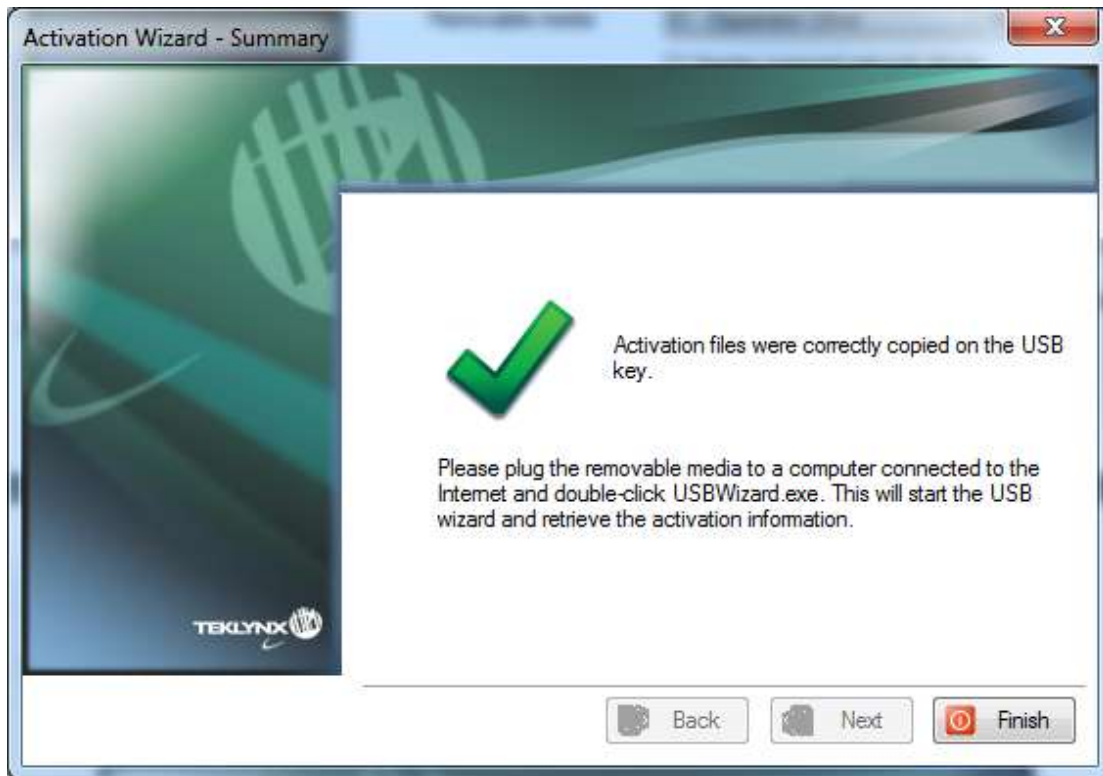 Activation Wizard - Summary
Activation files were correctly copied on the USB
key.
Please plug the removable media to a computer connected to the
Internet and double-click USBWizard.exe. This will start the USB
wizard and retrieve the activation information.
TEKLYNX
Back
Next
Finish